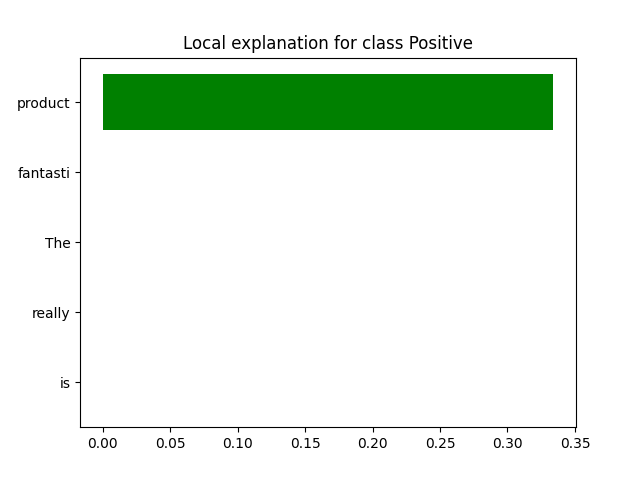 Local explanation for class Positive
product
fantasti
The
really
is
0.00 0.05 0.10 0.15 0.20 0.25 0.30 0.35